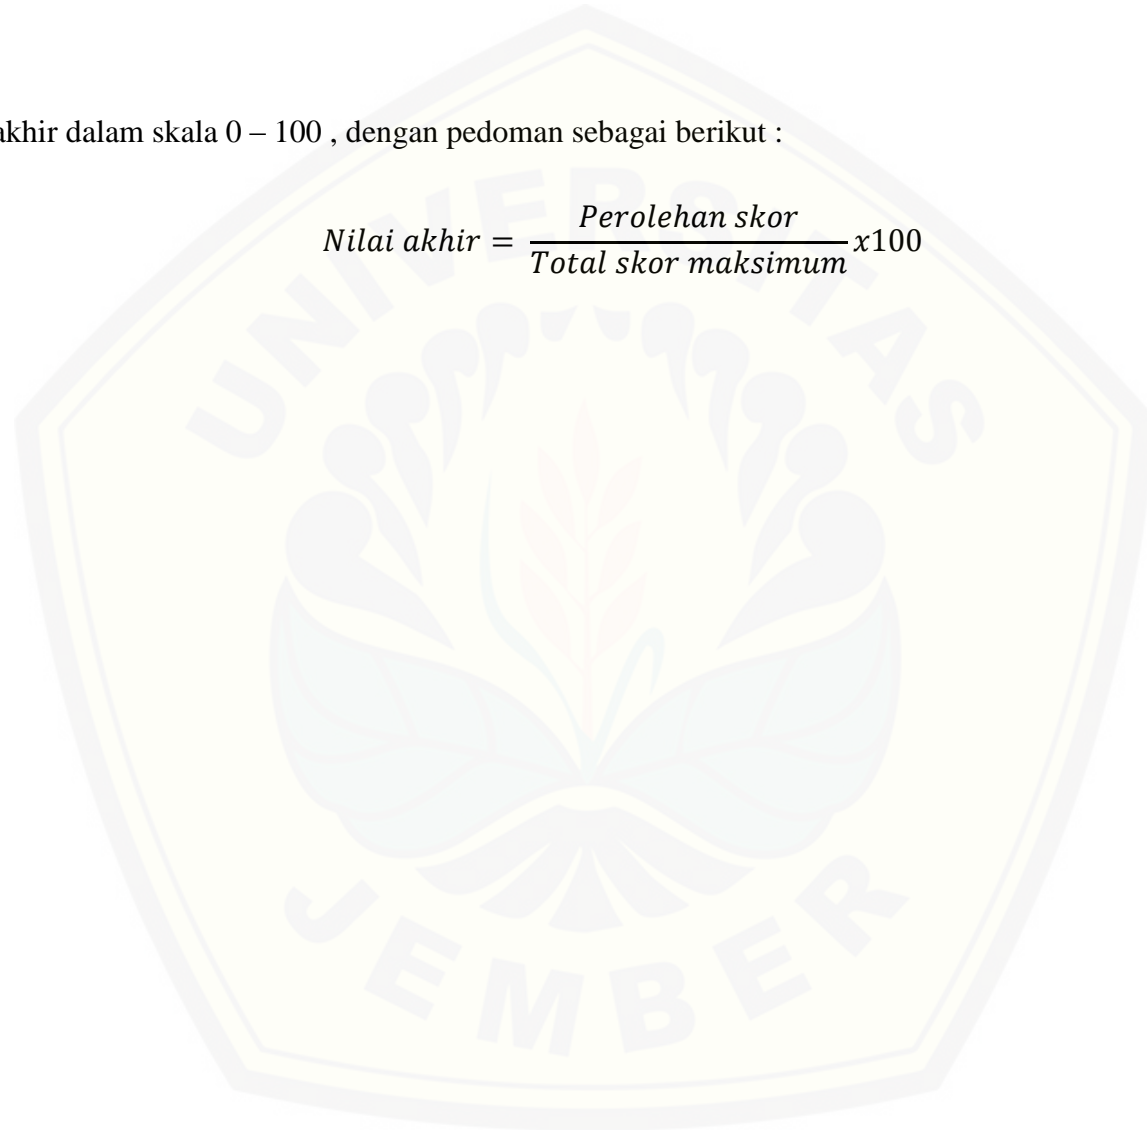 akhir dalam skala 0 – 100 , dengan pedoman sebagai berikut :
Nilai akhir = Perolehan skor / Total skor maksimum x100
UNIVERSITAS
JEMBER